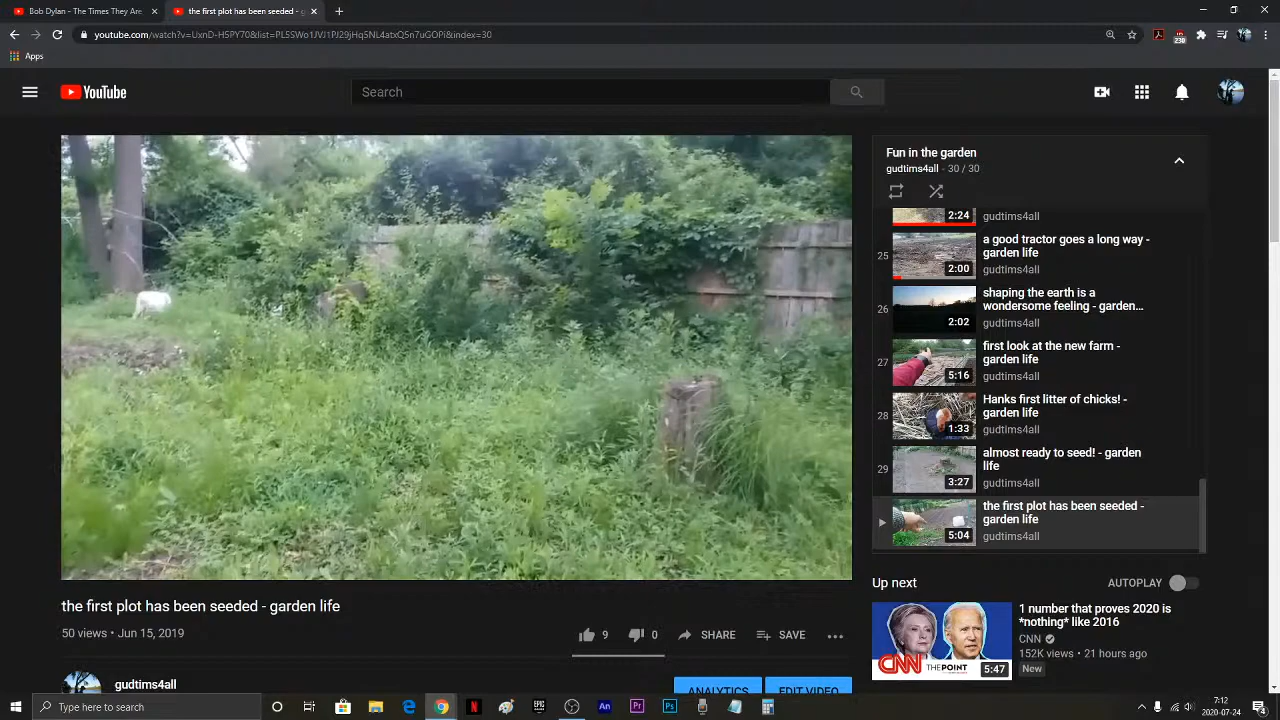 Bob Dylan - The Times They Are
the first plot has been seeded - g
youtube.com/watch?v=UxnD-H5PY70&list=PL5SWo1JVJ1PJ29jHq5NL4atxQ5n7uGOPi&index=30
Apps
YouTube
Search
Fun in the garden
gudtims4all - 30 / 30
2:24
gudtims4all
25
2:00
a good tractor goes a long way -
garden life
gudtims4all
26
2:02
shaping the earth is a
wondersome feeling - garden...
gudtims4all
27
5:16
first look at the new farm -
garden life
gudtims4all
28
1:33
Hanks first litter of chicks! -
garden life
gudtims4all
29
3:27
almost ready to seed! - garden
life
gudtims4all
5:04
the first plot has been seeded -
garden life
gudtims4all
the first plot has been seeded - garden life
50 views • Jun 15, 2019
9
0
SHARE
SAVE
gudtims4all
ANALYTICS
EDIT VIDEO
Up next
AUTOPLAY
CNN THE POINT
5:47
1 number that proves 2020 is
*nothing* like 2016
CNN
152K views • 21 hours ago
New
Type here to search
7:12
2020-07-24